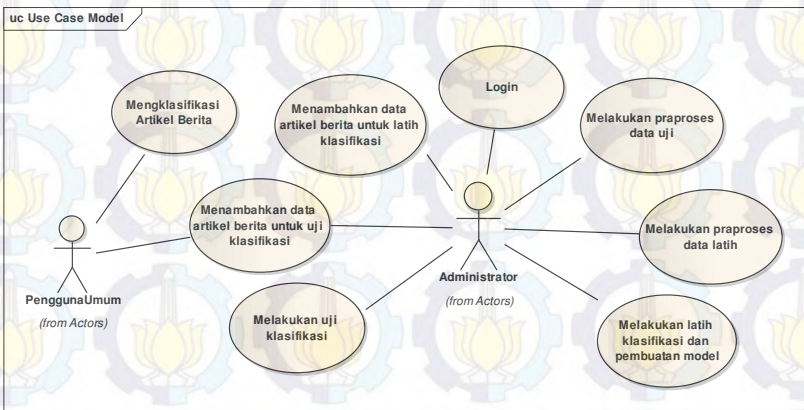 uc Use Case Model
Mengklasifikasi
Artikel Berita
Menambahkan data
artikel berita untuk latih
klasifikasi
Login
Melakukan praproses
data uji
Menambahkan data
artikel berita untuk uji
klasifikasi
Melakukan praproses
data latih
PenggunaUmum
(from Actors)
Administrator
(from Actors)
Melakukan uji
klasifikasi
Melakukan latih
klasifikasi dan
pembuatan model